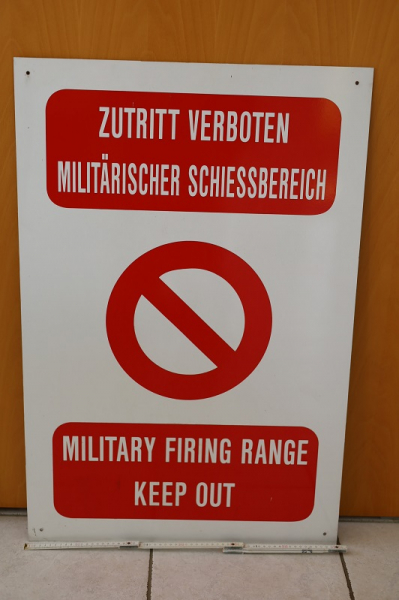 ZUTRITT VERBOTEN
MILITÄRISCHER SCHIESSBEREICH
MILITARY FIRING RANGE
KEEP OUT